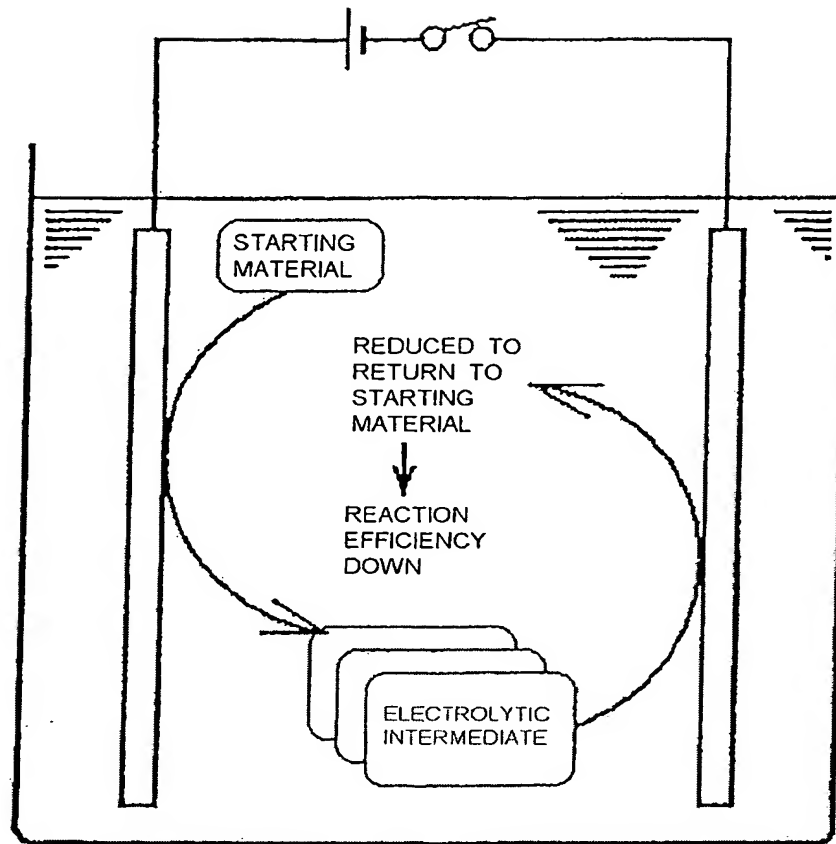 STARTING
MATERIAL
REDUCED TO
RETURN TO
STARTING
MATERIAL
REACTION
EFFICIENCY
DOWN
ELECTROLYTIC
INTERMEDIATE